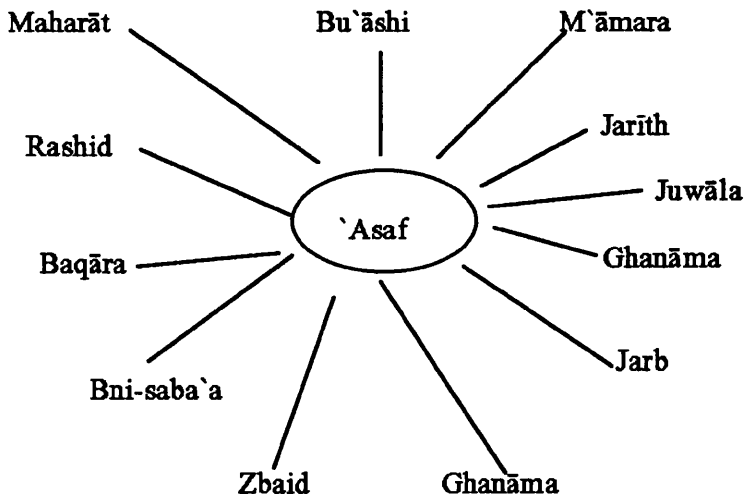 Maharāt
Bu`āshi
M`āmara
Jarīth
Rashid
Juwāla
`Asaf
Baqāra
Ghanāma
Jarb
Bni-saba`a
Zbaid
Ghanāma